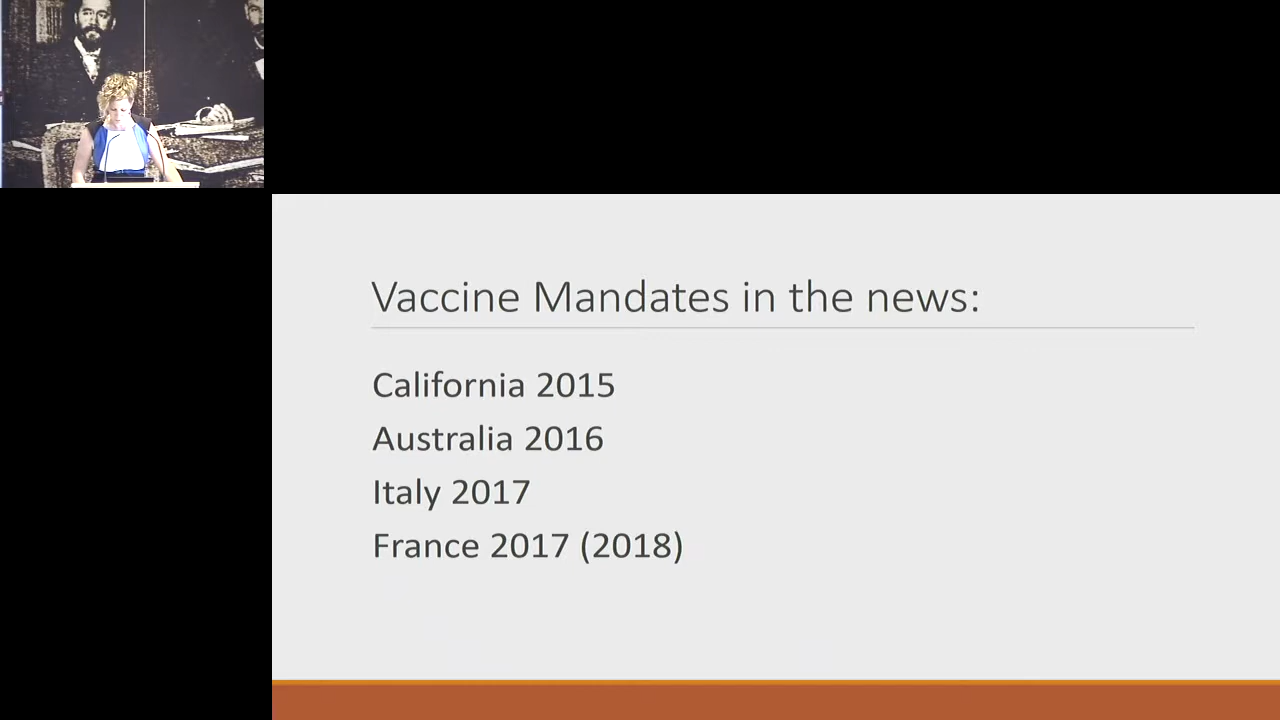 Vaccine Mandates in the news:
California 2015
Australia 2016
Italy 2017
France 2017 (2018)